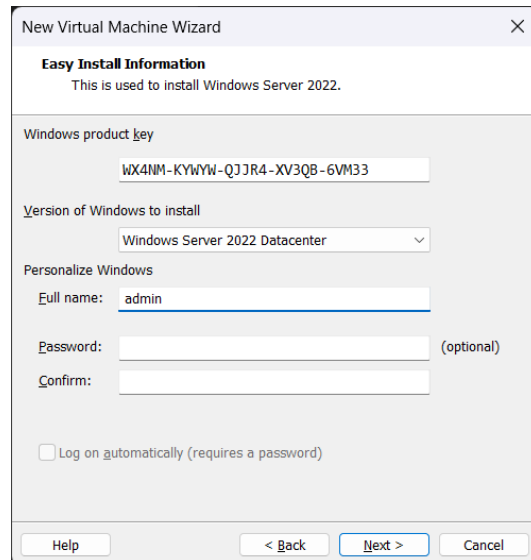 New Virtual Machine Wizard
Easy Install Information
This is used to install Windows Server 2022.
Windows product key
WX4NM-KYWYW-QJJR4-XV3QB-6VM33
Version of Windows to install
Windows Server 2022 Datacenter
Personalize Windows
Full name: admin
Password: (optional)
Confirm:
Log on automatically (requires a password)
Help < Back Next > Cancel